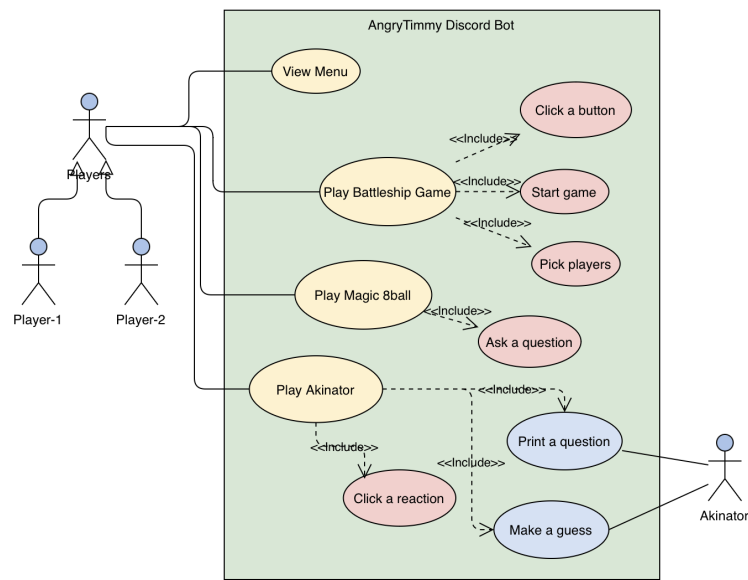 AngryTimmy Discord Bot
View Menu
Click a button
<<Include>>
Players
Play Battleship Game
<<Include>>
Start game
<<Include>>
Pick players
Player-1
Player-2
Play Magic 8ball
<<Include>>
Ask a question
Play Akinator
<<Include>>
Print a question
<<Include>>
<<Include>>
Click a reaction
Make a guess
Akinator